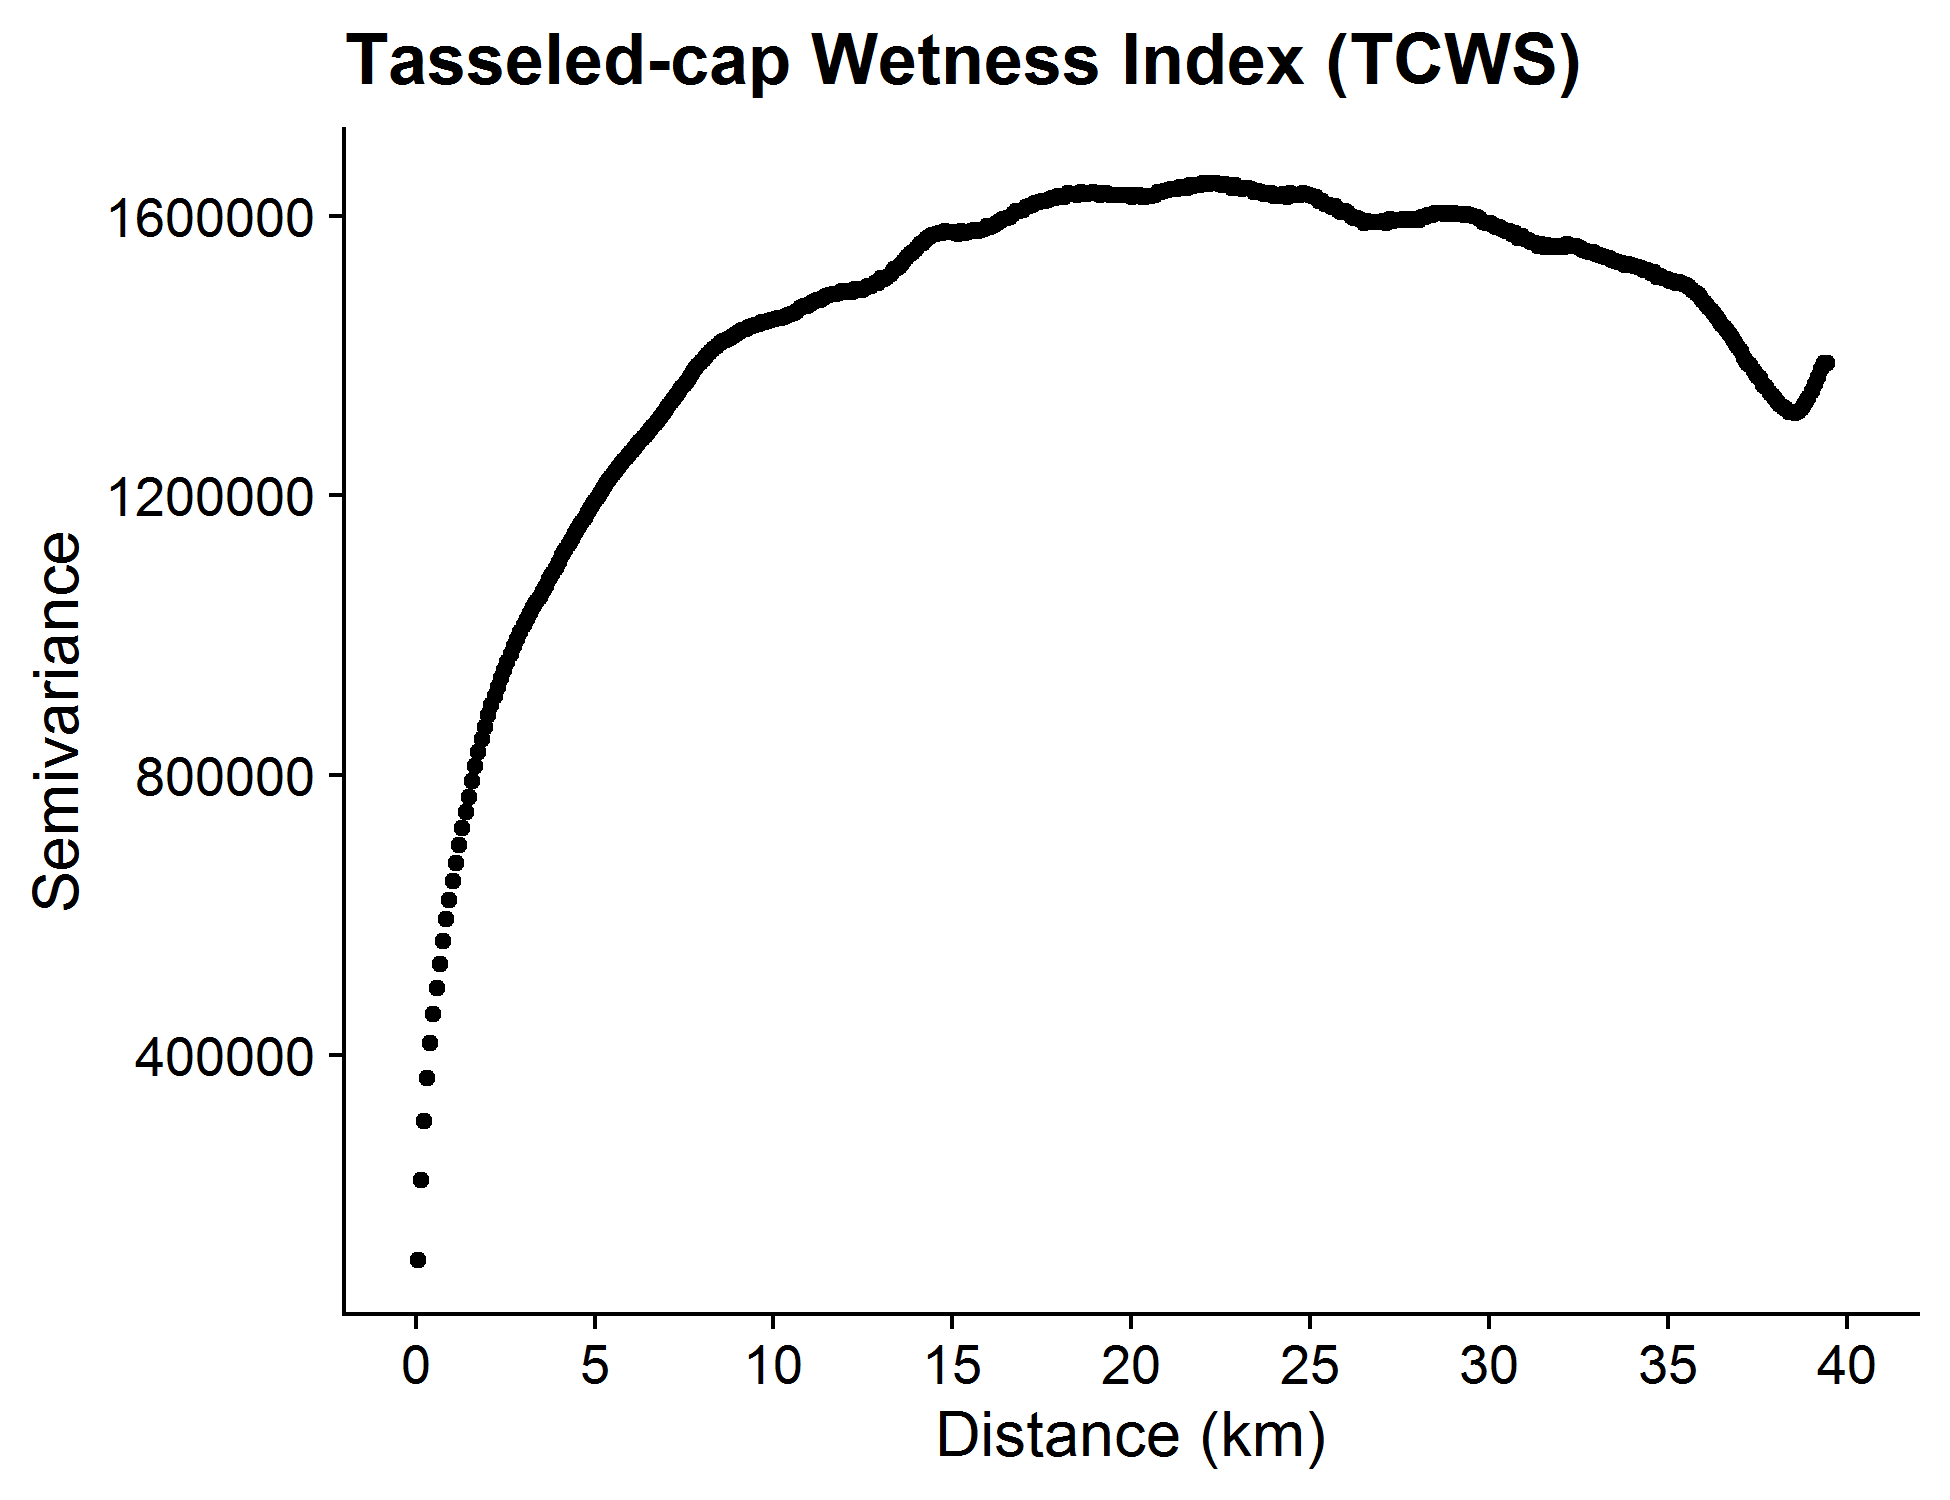 Tasseled-cap Wetness Index (TCWS)
Semivariance
1600000
1200000
800000
400000
0 5 10 15 20 25 30 35 40
Distance (km)